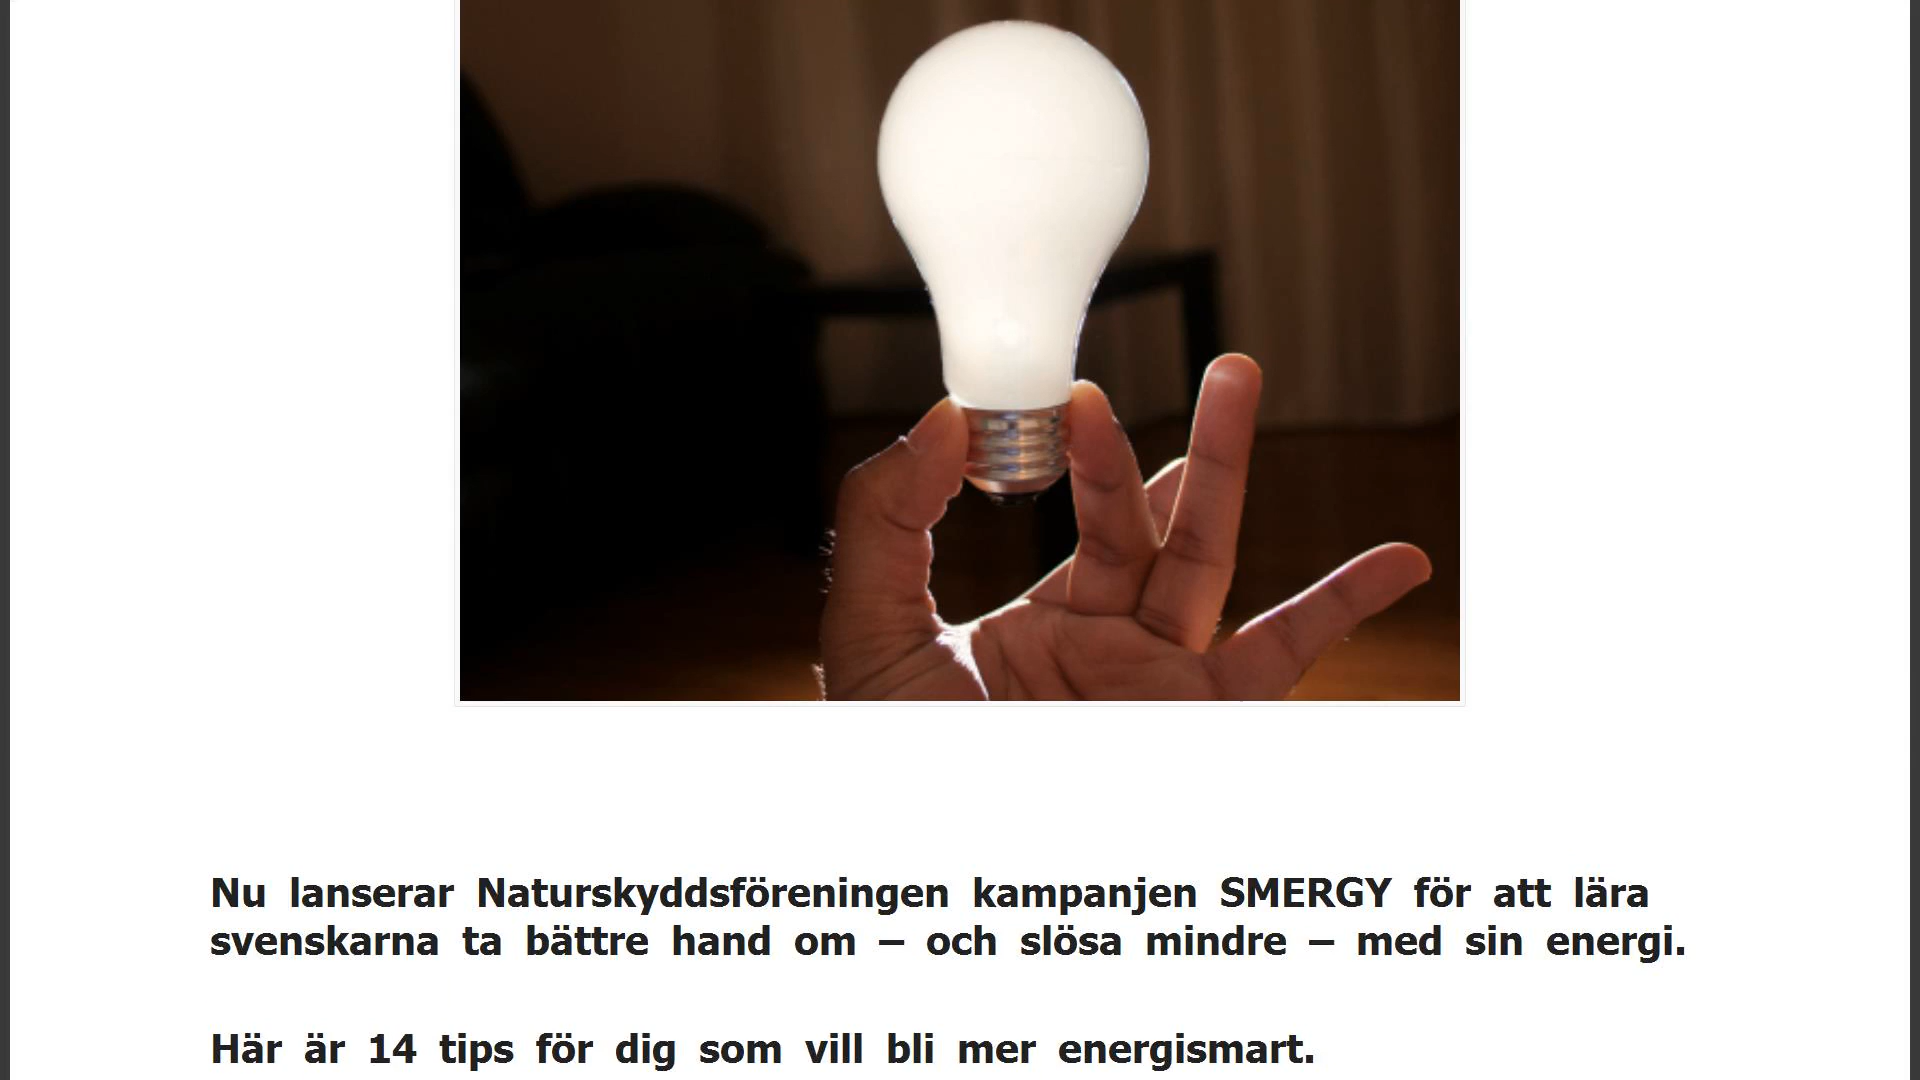 Nu lanserar Naturskyddsföreningen kampanjen SMERGY för att lära
svenskarna ta bättre hand om – och slösa mindre – med sin energi.
Här är 14 tips för dig som vill bli mer energismart.